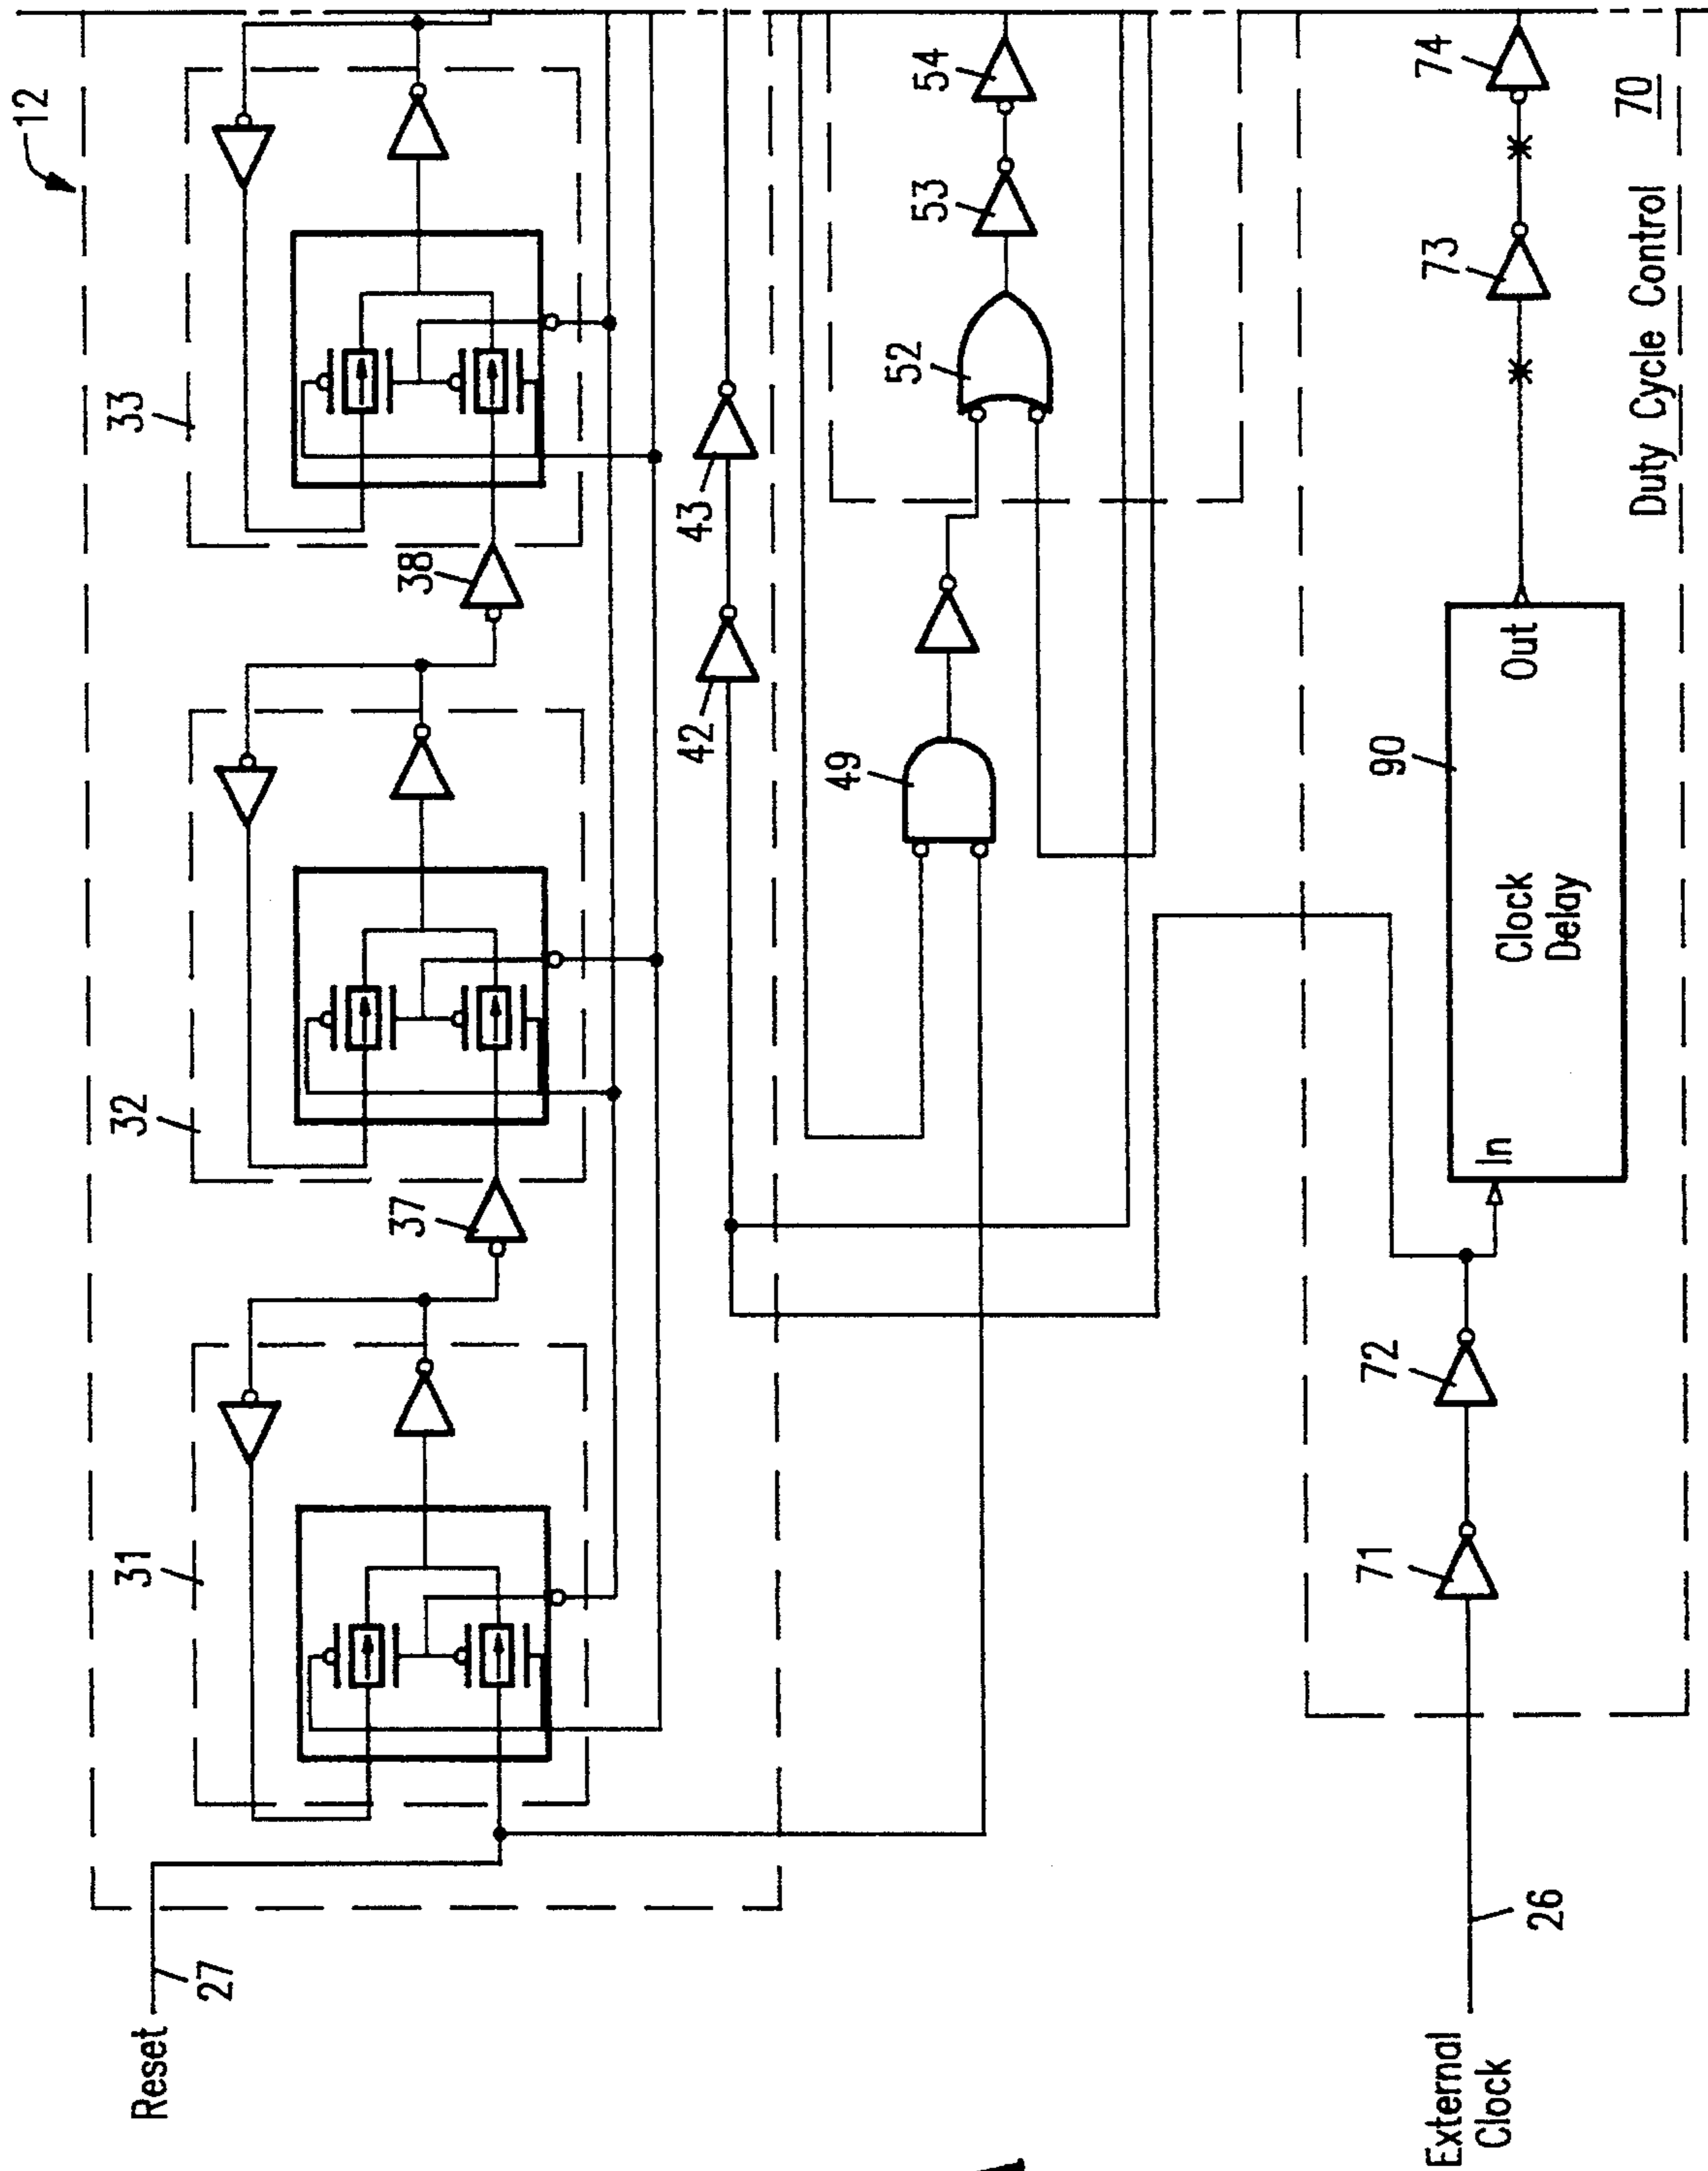 12
33
38
32
37
31
43
42
54
53
52
49
74
73
70
Duty Cycle Control
90
Out
Clock
Delay
In
72
71
26
27
Reset
External
Clock